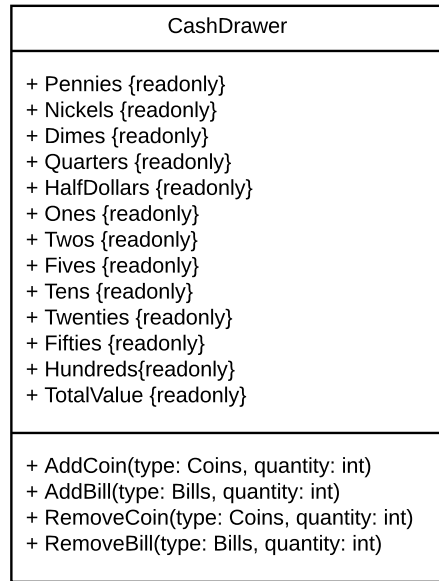 CashDrawer
+ Pennies {readonly}
+ Nickels {readonly}
+ Dimes {readonly}
+ Quarters {readonly}
+ HalfDollars {readonly}
+ Ones {readonly}
+ Twos {readonly}
+ Fives {readonly}
+ Tens {readonly}
+ Twenties {readonly}
+ Fifties {readonly}
+ Hundreds{readonly}
+ TotalValue {readonly}
+ AddCoin(type: Coins, quantity: int)
+ AddBill(type: Bills, quantity: int)
+ RemoveCoin(type: Coins, quantity: int)
+ RemoveBill(type: Bills, quantity: int)